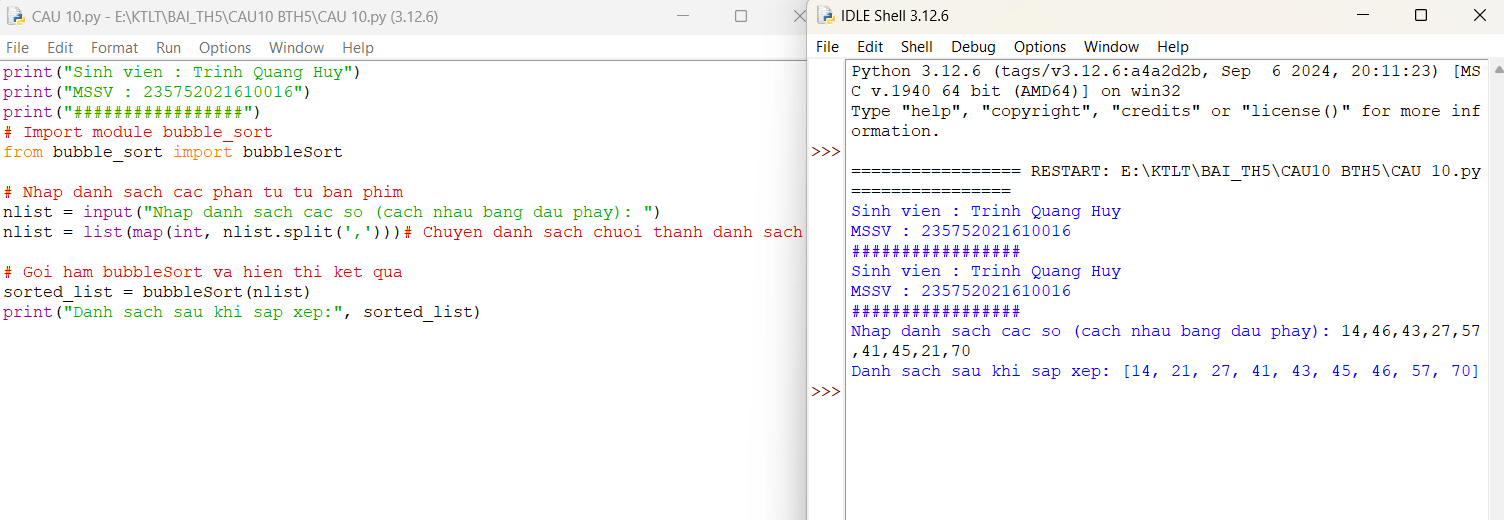 CAU 10.py - E:\KTLT\BAI_TH5\CAU10 BTH5\CAU 10.py (3.12.6)
File Edit Format Run Options Window Help
print("Sinh vien : Trinh Quang Huy")
print("MSSV : 235752021610016")
print("#################")
# Import module bubble_sort
from bubble_sort import bubbleSort
# Nhap danh sach cac phan tu tu ban phim
nlist = input("Nhap danh sach cac so (cach nhau bang dau phay): ")
nlist = list(map(int, nlist.split(',')))# Chuyen danh sach chuoi thanh danh sach
# Goi ham bubbleSort va hien thi ket qua
sorted_list = bubbleSort(nlist)
print("Danh sach sau khi sap xep:", sorted_list)
IDLE Shell 3.12.6
File Edit Shell Debug Options Window Help
Python 3.12.6 (tags/v3.12.6:a4a2d2b, Sep  6 2024, 20:11:23) [MS
C v.1940 64 bit (AMD64)] on win32
Type "help", "copyright", "credits" or "license()" for more inf
ormation.
>>>
================= RESTART: E:\KTLT\BAI_TH5\CAU10 BTH5\CAU 10.py
================
Sinh vien : Trinh Quang Huy
MSSV : 235752021610016
#################
Sinh vien : Trinh Quang Huy
MSSV : 235752021610016
#################
Nhap danh sach cac so (cach nhau bang dau phay): 14,46,43,27,57
,41,45,21,70
Danh sach sau khi sap xep: [14, 21, 27, 41, 43, 45, 46, 57, 70]
>>>